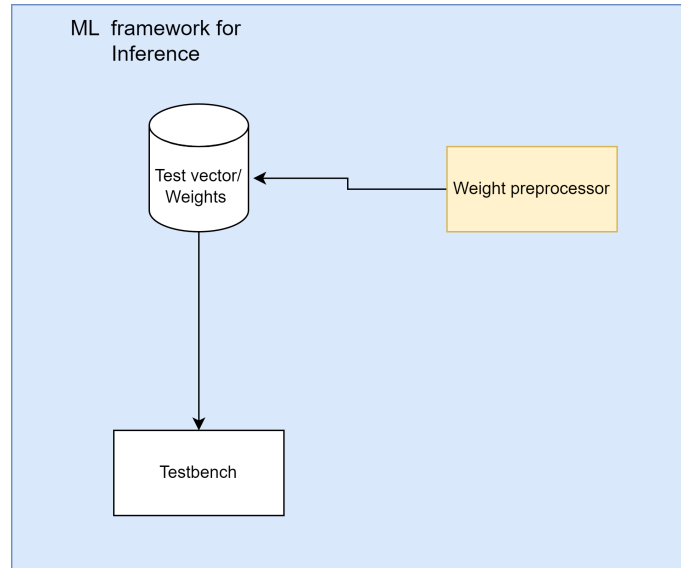 ML framework for
Inference
Test vector/
Weights
Weight preprocessor
Testbench